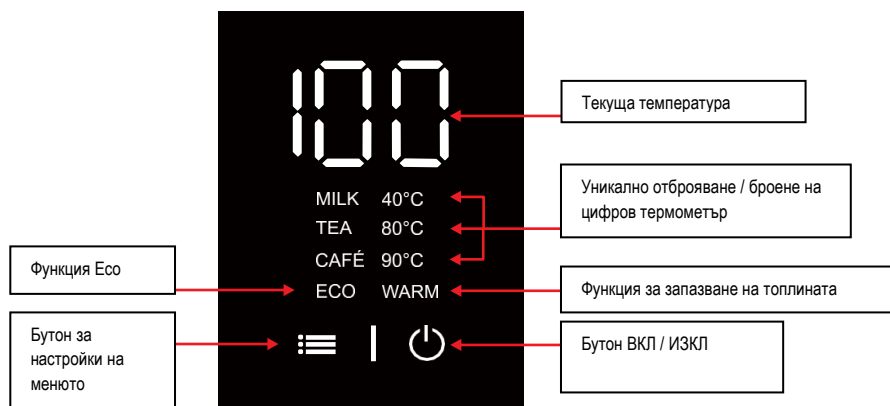 100
Текуща температура
MILK 40°C
TEA 80°C
CAFÉ 90°C
ECO WARM
Уникално отброяване / броене на
цифров термометър
Функция Eco
Функция за запазване на топлината
Бутон за
настройки на
менюто
Бутон ВКЛ / ИЗКЛ